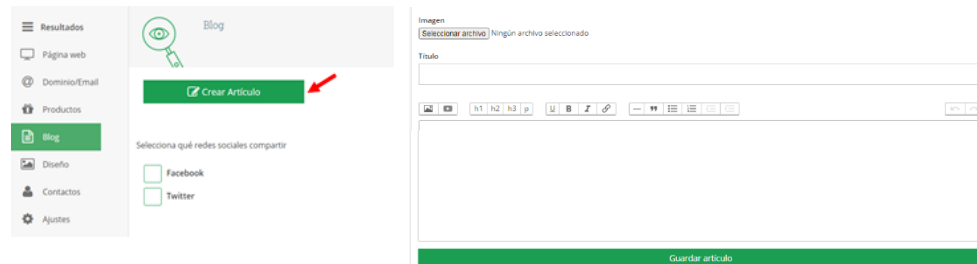 Resultados
Página web
Dominio/Email
Productos
Blog
Diseño
Contactos
Ajustes
Blog
Crear Artículo
Selecciona qué redes sociales compartir
Facebook
Twitter
Imagen
Seleccionar archivo Ningún archivo seleccionado
Título
h1 h2 h3 p U B I
Guardar artículo